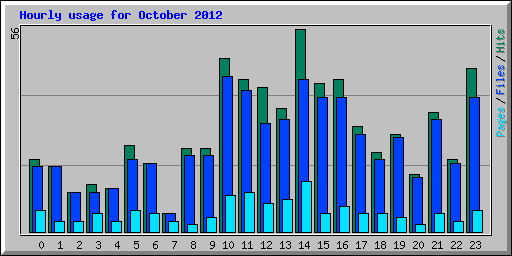 Hourly usage for October 2012
56
Pages/Files/Hits
0 1 2 3 4 5 6 7 8 9 10 11 12 13 14 15 16 17 18 19 20 21 22 23